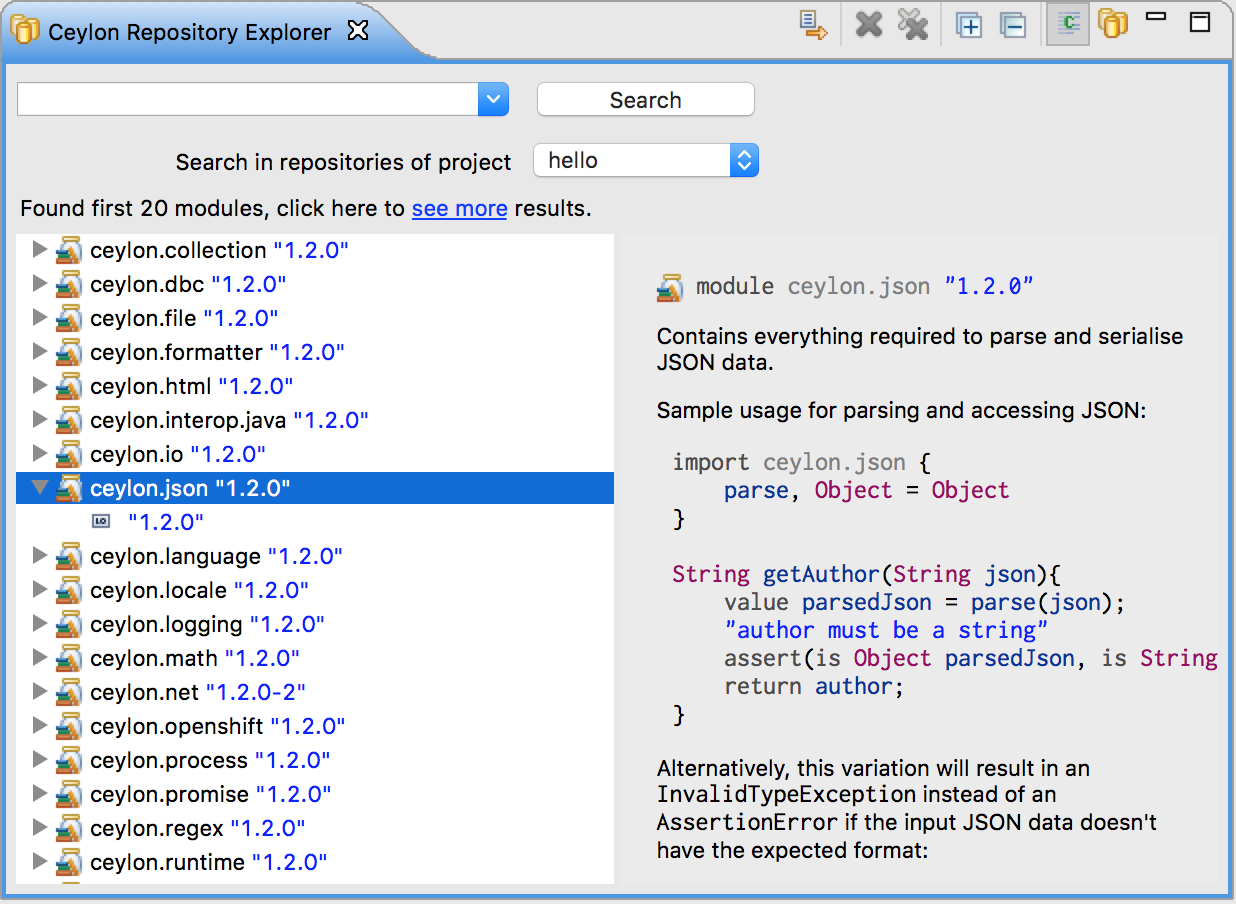 Ceylon Repository Explorer
Search
Search in repositories of project hello
Found first 20 modules, click here to see more results.
ceylon.collection "1.2.0"
ceylon.dbc "1.2.0"
ceylon.file "1.2.0"
ceylon.formatter "1.2.0"
ceylon.html "1.2.0"
ceylon.interop.java "1.2.0"
ceylon.io "1.2.0"
ceylon.json "1.2.0"
"1.2.0"
ceylon.language "1.2.0"
ceylon.locale "1.2.0"
ceylon.logging "1.2.0"
ceylon.math "1.2.0"
ceylon.net "1.2.0-2"
ceylon.openshift "1.2.0"
ceylon.process "1.2.0"
ceylon.promise "1.2.0"
ceylon.regex "1.2.0"
ceylon.runtime "1.2.0"
module ceylon.json "1.2.0"
Contains everything required to parse and serialise
JSON data.
Sample usage for parsing and accessing JSON:
import ceylon.json {
parse, Object = Object
}
String getAuthor(String json){
value parsedJson = parse(json);
"author must be a string"
assert(is Object parsedJson, is String
return author;
}
Alternatively, this variation will result in an
InvalidTypeException instead of an
AssertionError if the input JSON data doesn't
have the expected format: